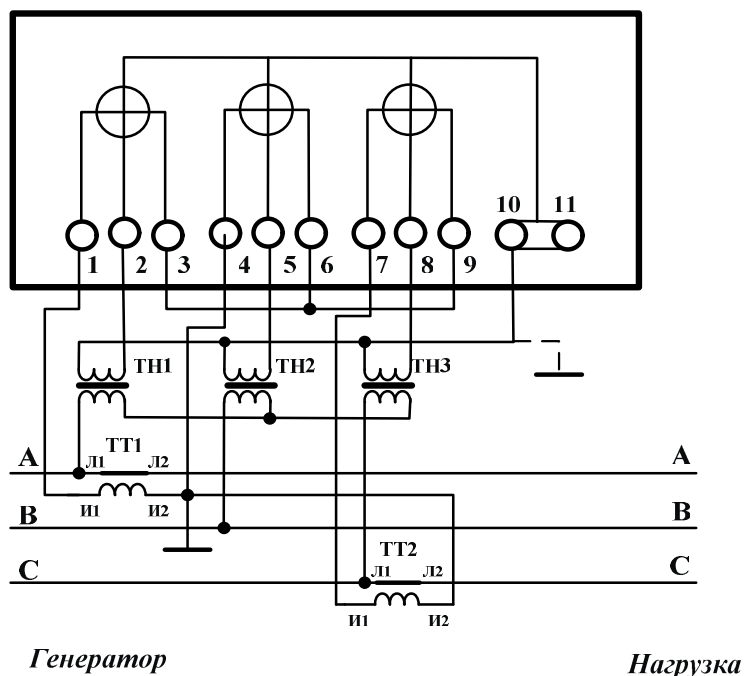 10 11
1 2 3 4 5 6 7 8 9
ТН1 ТН2 ТН3
A ТТ1 A
Л1 Л2
И1 И2
B B
ТТ2
C Л1 Л2 C
И1 И2
Генератор
Нагрузка